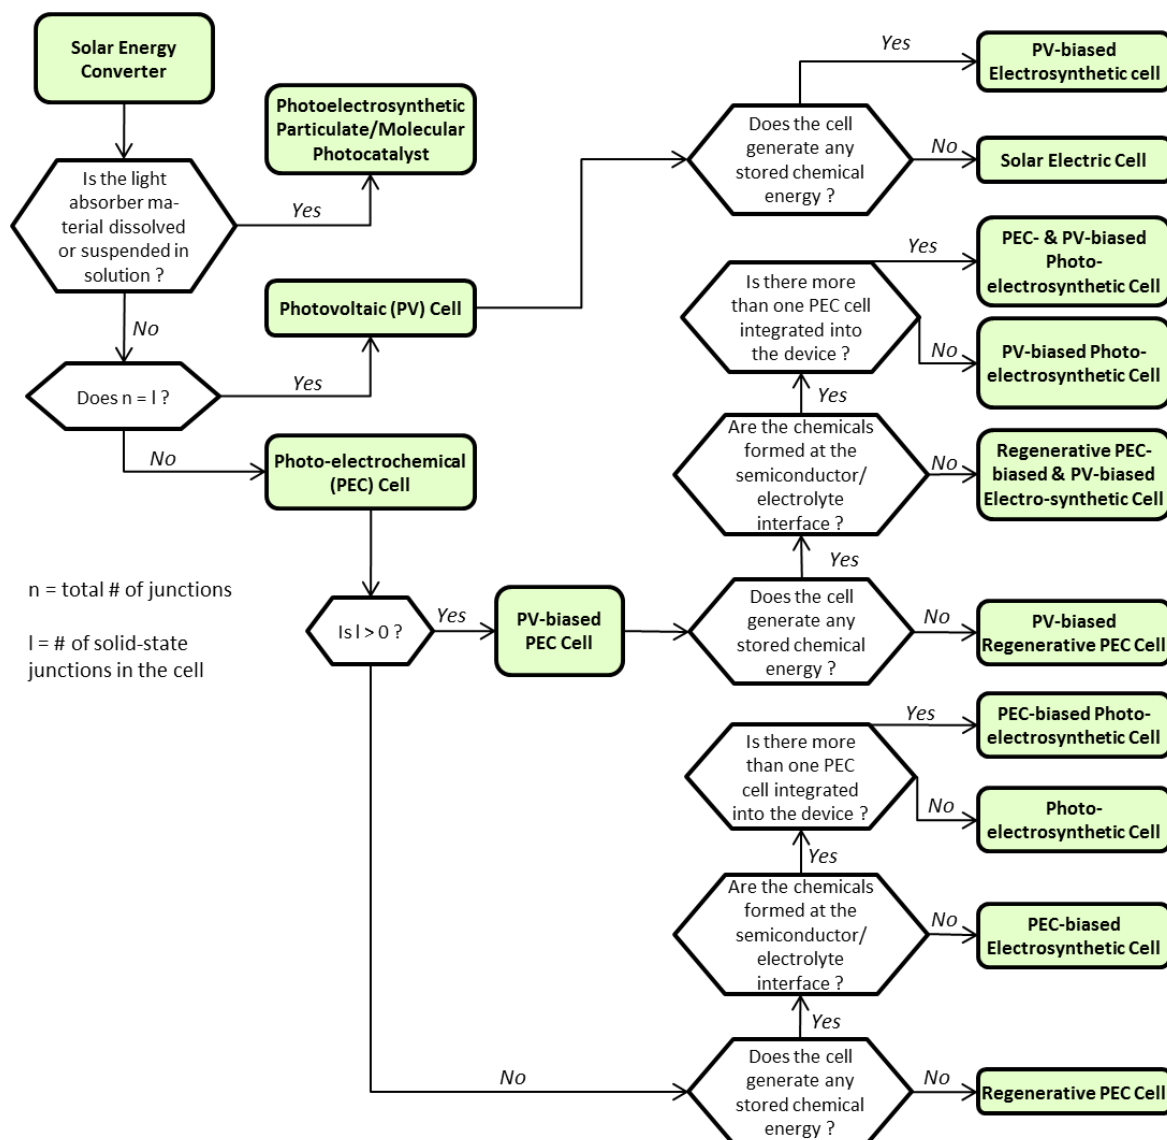 Solar Energy
Converter
Is the light
absorber ma-
terial dissolved
or suspended in
solution ?
Yes
Photoelectrosynthetic
Particulate/Molecular
Photocatalyst
No
Does n = l ?
Yes
Photovoltaic (PV) Cell
No
Photo-electrochemical
(PEC) Cell
n = total # of junctions
l = # of solid-state
junctions in the cell
Is l > 0 ?
Yes
PV-biased
PEC Cell
No
Does the cell
generate any
stored chemical
energy ?
Yes
PV-biased
Electrosynthetic cell
No
Solar Electric Cell
Is there more
than one PEC cell
integrated into
the device ?
Yes
PEC- & PV-biased
Photo-
electrosynthetic Cell
No
PV-biased Photo-
electrosynthetic Cell
Yes
Are the chemicals
formed at the
semiconductor/
electrolyte
interface ?
No
Regenerative PEC-
biased & PV-biased
Electro-synthetic Cell
Yes
Does the cell
generate any
stored chemical
energy ?
No
PV-biased
Regenerative PEC Cell
Is there more
than one PEC
cell integrated
into the device ?
Yes
PEC-biased Photo-
electrosynthetic Cell
No
Photo-
electrosynthetic Cell
Yes
Are the chemicals
formed at the
semiconductor/
electrolyte
interface ?
No
PEC-biased
Electrosynthetic Cell
Yes
Does the cell
generate any
stored chemical
energy ?
No
Regenerative PEC Cell